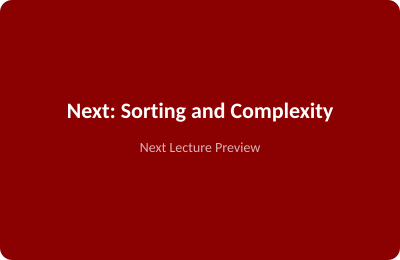 Next: Sorting and Complexity
Next Lecture Preview